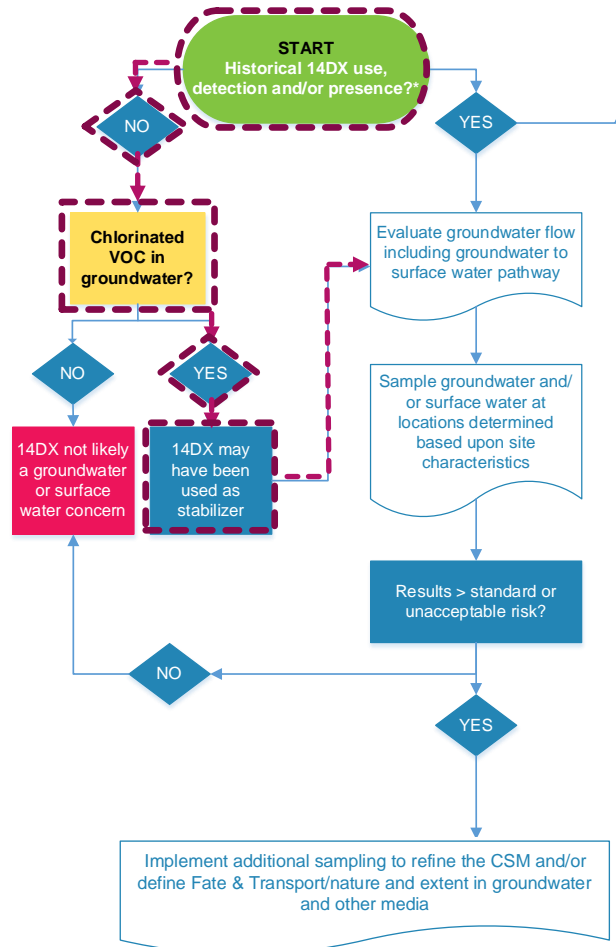 START
Historical 14DX use,
detection and/or presence?*
NO
YES
Chlorinated
VOC in
groundwater?
Evaluate groundwater flow
including groundwater to
surface water pathway
NO
YES
Sample groundwater and/
or surface water at
locations determined
based upon site
characteristics
14DX not likely
a groundwater
or surface
water concern
14DX may
have been
used as
stabilizer
Results > standard or
unacceptable risk?
NO
YES
Implement additional sampling to refine the CSM and/or
define Fate & Transport/nature and extent in groundwater
and other media